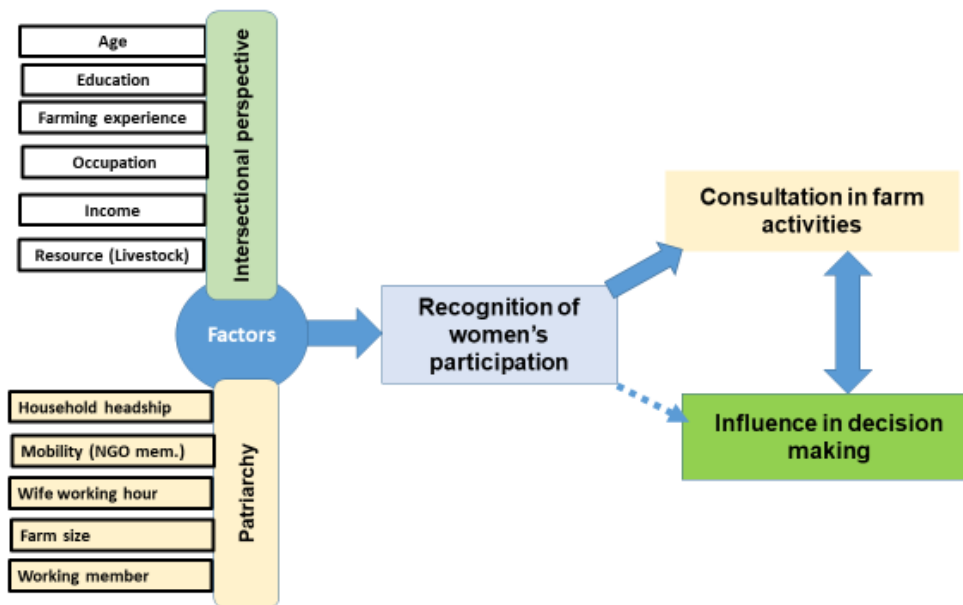 Age
Education
Farming experience
Occupation
Income
Resource (Livestock)
Intersectional perspective
Factors
Household headship
Mobility (NGO mem.)
Wife working hour
Farm size
Working member
Patriarchy
Recognition of
women's
participation
Consultation in farm
activities
Influence in decision
making